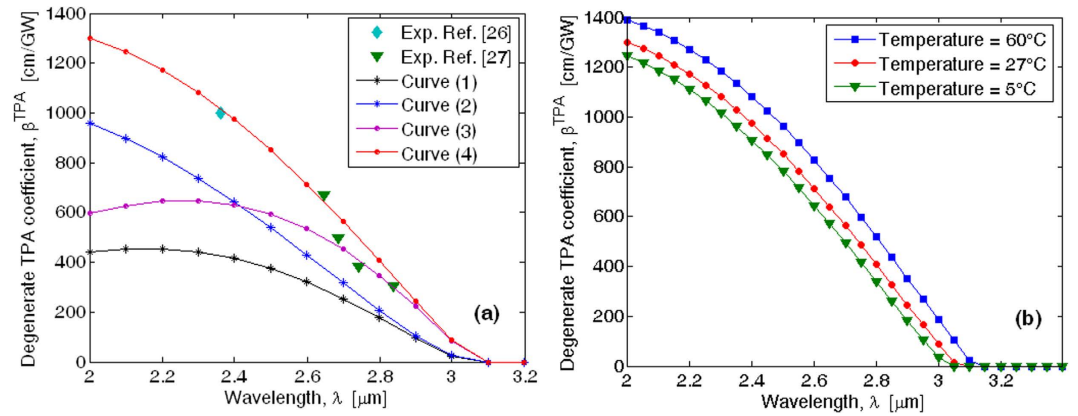 Degenerate TPA coefficient, β^TPA [cm/GW]
1400
1200
1000
800
600
400
200
0
2
2.2
2.4
2.6
2.8
3
3.2
Wavelength, λ [μm]
Exp. Ref. [26]
Exp. Ref. [27]
Curve (1)
Curve (2)
Curve (3)
Curve (4)
(a)
Degenerate TPA coefficient, β^TPA [cm/GW]
1400
1200
1000
800
600
400
200
0
2
2.2
2.4
2.6
2.8
3
3.2
Wavelength, λ [μm]
Temperature = 60°C
Temperature = 27°C
Temperature = 5°C
(b)